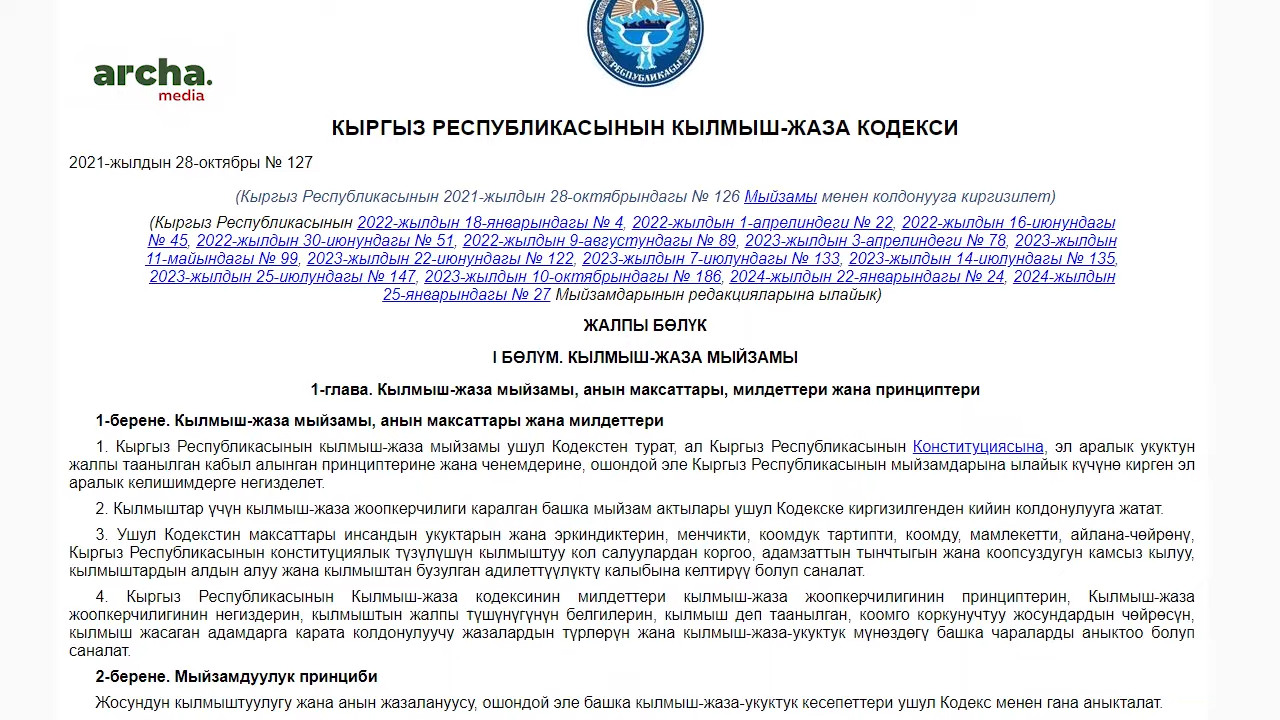 РЕСПУБЛИКАСЫ
archa.
media
КЫРГЫЗ РЕСПУБЛИКАСЫНЫН КЫЛМЫШ-ЖАЗА КОДЕКСИ
2021-жылдын 28-октябры № 127
(Кыргыз Республикасынын 2021-жылдын 28-октябрындагы № 126 Мыйзамы менен колдонууга киргизилет)
(Кыргыз Республикасынын 2022-жылдын 18-январындагы № 4, 2022-жылдын 1-апрелиндеги № 22, 2022-жылдын 16-июнундагы
№ 45, 2022-жылдын 30-июнундагы № 51, 2022-жылдын 9-августундагы № 89, 2023-жылдын 3-апрелиндеги № 78, 2023-жылдын
11-майындагы № 99, 2023-жылдын 22-июнундагы № 122, 2023-жылдын 7-июлундагы № 133, 2023-жылдын 14-июлундагы № 135,
2023-жылдын 25-июлундагы № 147, 2023-жылдын 10-октябрындагы № 186, 2024-жылдын 22-январындагы № 24, 2024-жылдын
25-январындагы № 27 Мыйзамдарынын редакцияларына ылайык)
ЖАЛПЫ БӨЛҮК
I БӨЛҮМ. КЫЛМЫШ-ЖАЗА МЫЙЗАМЫ
1-глава. Кылмыш-жаза мыйзамы, анын максаттары, милдеттери жана принциптери
1-берене. Кылмыш-жаза мыйзамы, анын максаттары жана милдеттери
1. Кыргыз Республикасынын кылмыш-жаза мыйзамы ушул Кодекстен турат, ал Кыргыз Республикасынын Конституциясына, эл аралык укуктун
жалпы таанылган кабыл алынган принциптерине жана ченемдерине, ошондой эле Кыргыз Республикасынын мыйзамдарына ылайык күчүнө кирген эл
аралык келишимдерге негизделет.
2. Кылмыштар үчүн кылмыш-жаза жоопкерчилиги каралган башка мыйзам актылары ушул Кодекске киргизилгенден кийин колдонулууга жатат.
3. Ушул Кодекстин максаттары инсандын укуктарын жана эркиндиктерин, менчикти, коомдук тартипти, коомду, мамлекетти, айлана-чөйрөнү,
Кыргыз Республикасынын конституциялык түзүлүшүн кылмыштуу кол салуулардан коргоо, адамзаттын тынчтыгын жана коопсуздугун камсыз кылуу,
кылмыштардын алдын алуу жана кылмыштан бузулган адилеттүүлүктү калыбына келтирүү болуп саналат.
4. Кыргыз Республикасынын Кылмыш-жаза кодексинин милдеттери кылмыш-жаза жоопкерчилигинин принциптерин, Кылмыш-жаза
жоопкерчилигинин негиздерин, кылмыштын жалпы түшүнүгүнүн белгилерин, кылмыш деп таанылган, коомго коркунучтуу жосундардын чөйрөсүн,
кылмыш жасаган адамдарга карата колдонулуучу жазалардын түрлөрүн жана кылмыш-жаза-укуктук мүнөздөгү башка чараларды аныктоо болуп
саналат.
2-берене. Мыйзамдуулук принциби
Жосундун кылмыштуулугу жана анын жазалануусу, ошондой эле башка кылмыш-жаза-укуктук кесепеттери ушул Кодекс менен гана аныкталат.